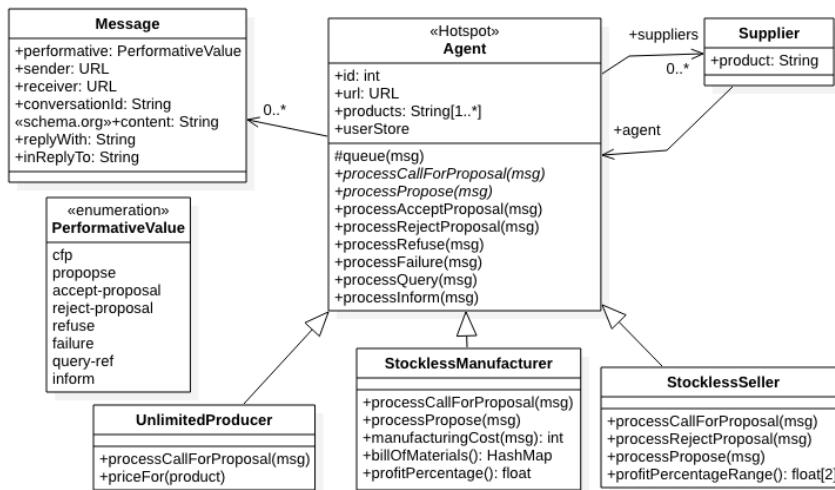 Message
+performative: PerformativeValue
+sender: URL
+receiver: URL
+conversationId: String
«schema.org»+content: String
+replyWith: String
+inReplyTo: String
0..*
«Hotspot»
Agent
+id: int
+url: URL
+products: String[1..*]
+userStore
#queue(msg)
+processCallForProposal(msg)
+processPropose(msg)
+processAcceptProposal(msg)
+processRejectProposal(msg)
+processRefuse(msg)
+processFailure(msg)
+processQuery(msg)
+processInform(msg)
+suppliers
0..*
Supplier
+product: String
+agent
«enumeration»
PerformativeValue
cfp
propopse
accept-proposal
reject-proposal
refuse
failure
query-ref
inform
UnlimitedProducer
+processCallForProposal(msg)
+priceFor(product)
StocklessManufacturer
+processCallForProposal(msg)
+processPropose(msg)
+manufacturingCost(msg): int
+billOfMaterials(): HashMap
+profitPercentage(): float
StocklessSeller
+processCallForProposal(msg)
+processRejectProposal(msg)
+processPropose(msg)
+profitPercentageRange(): float[2]